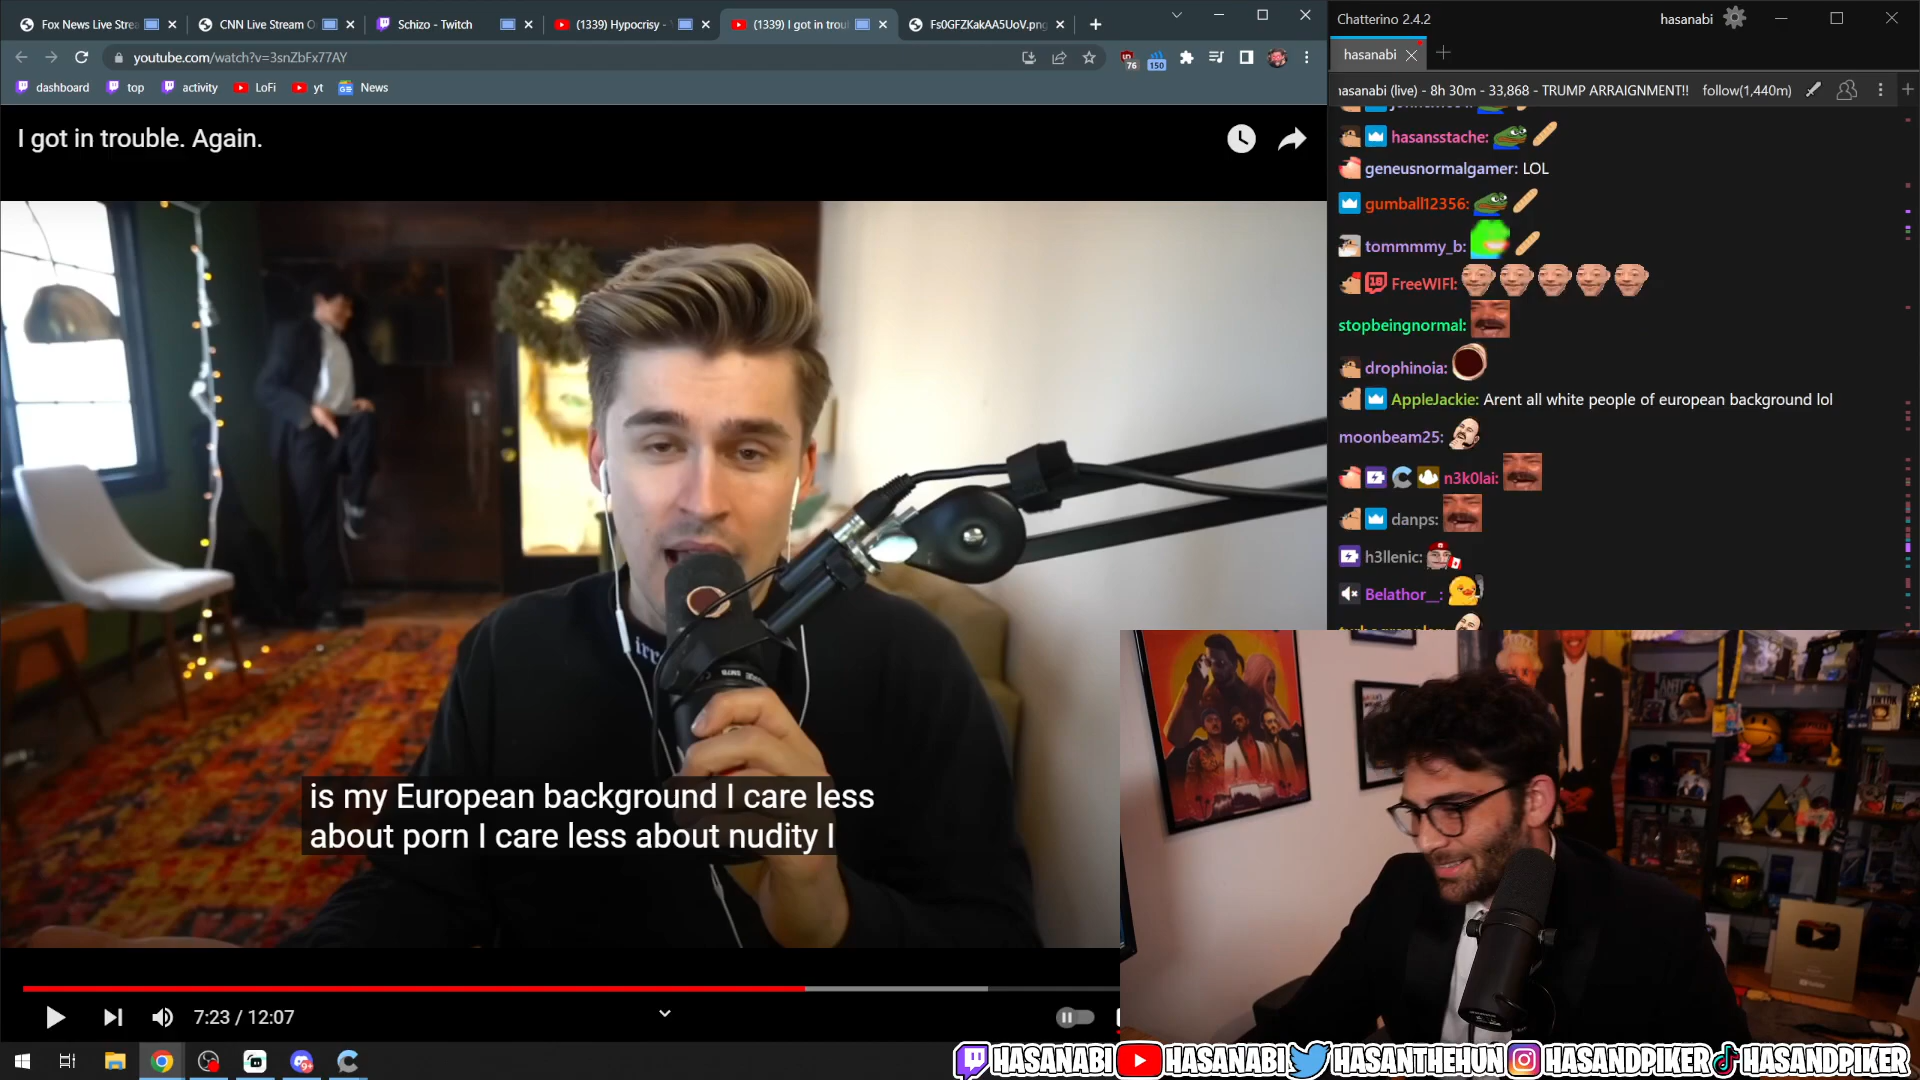 Fox News Live Strea
CNN Live Stream O
Schizo - Twitch
(1339) Hypocrisy -
(1339) I got in trou
Fs0GFZKakAA5UoV.png
youtube.com/watch?v=3snZbFx77AY
76
150
dashboard
top
activity
LoFi
yt
News
I got in trouble. Again.
is my European background I care less
about porn I care less about nudity I
7:23 / 12:07
Chatterino 2.4.2
hasanabi
hasanabi
hasanabi (live) - 8h 30m - 33,868 - TRUMP ARRAIGNMENT!!
follow(1,440m)
hasansstache:
geneusnormalgamer: LOL
gumball12356:
tommmmy_b:
FreeWIFI:
stopbeingnormal:
drophinoia:
AppleJackie: Arent all white people of european background lol
moonbeam25:
n3k0lai:
danps:
h3llenic:
Belathor__:
HASANABI
HASANABI
HASANTHEHUN
HASANDPIKER
HASANDPIKER